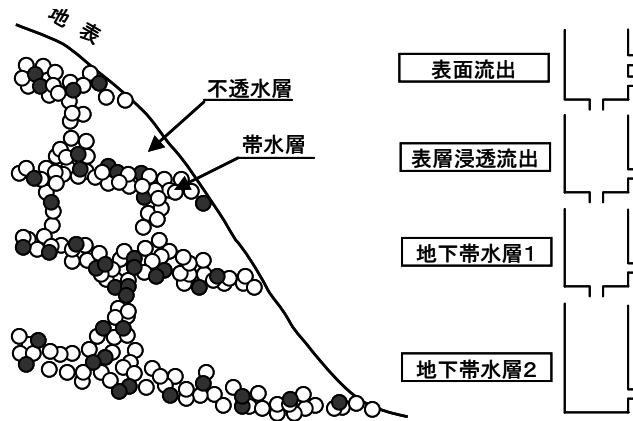 地表
不透水層
帯水層
表面流出
表層浸透流出
地下帯水層1
地下帯水層2